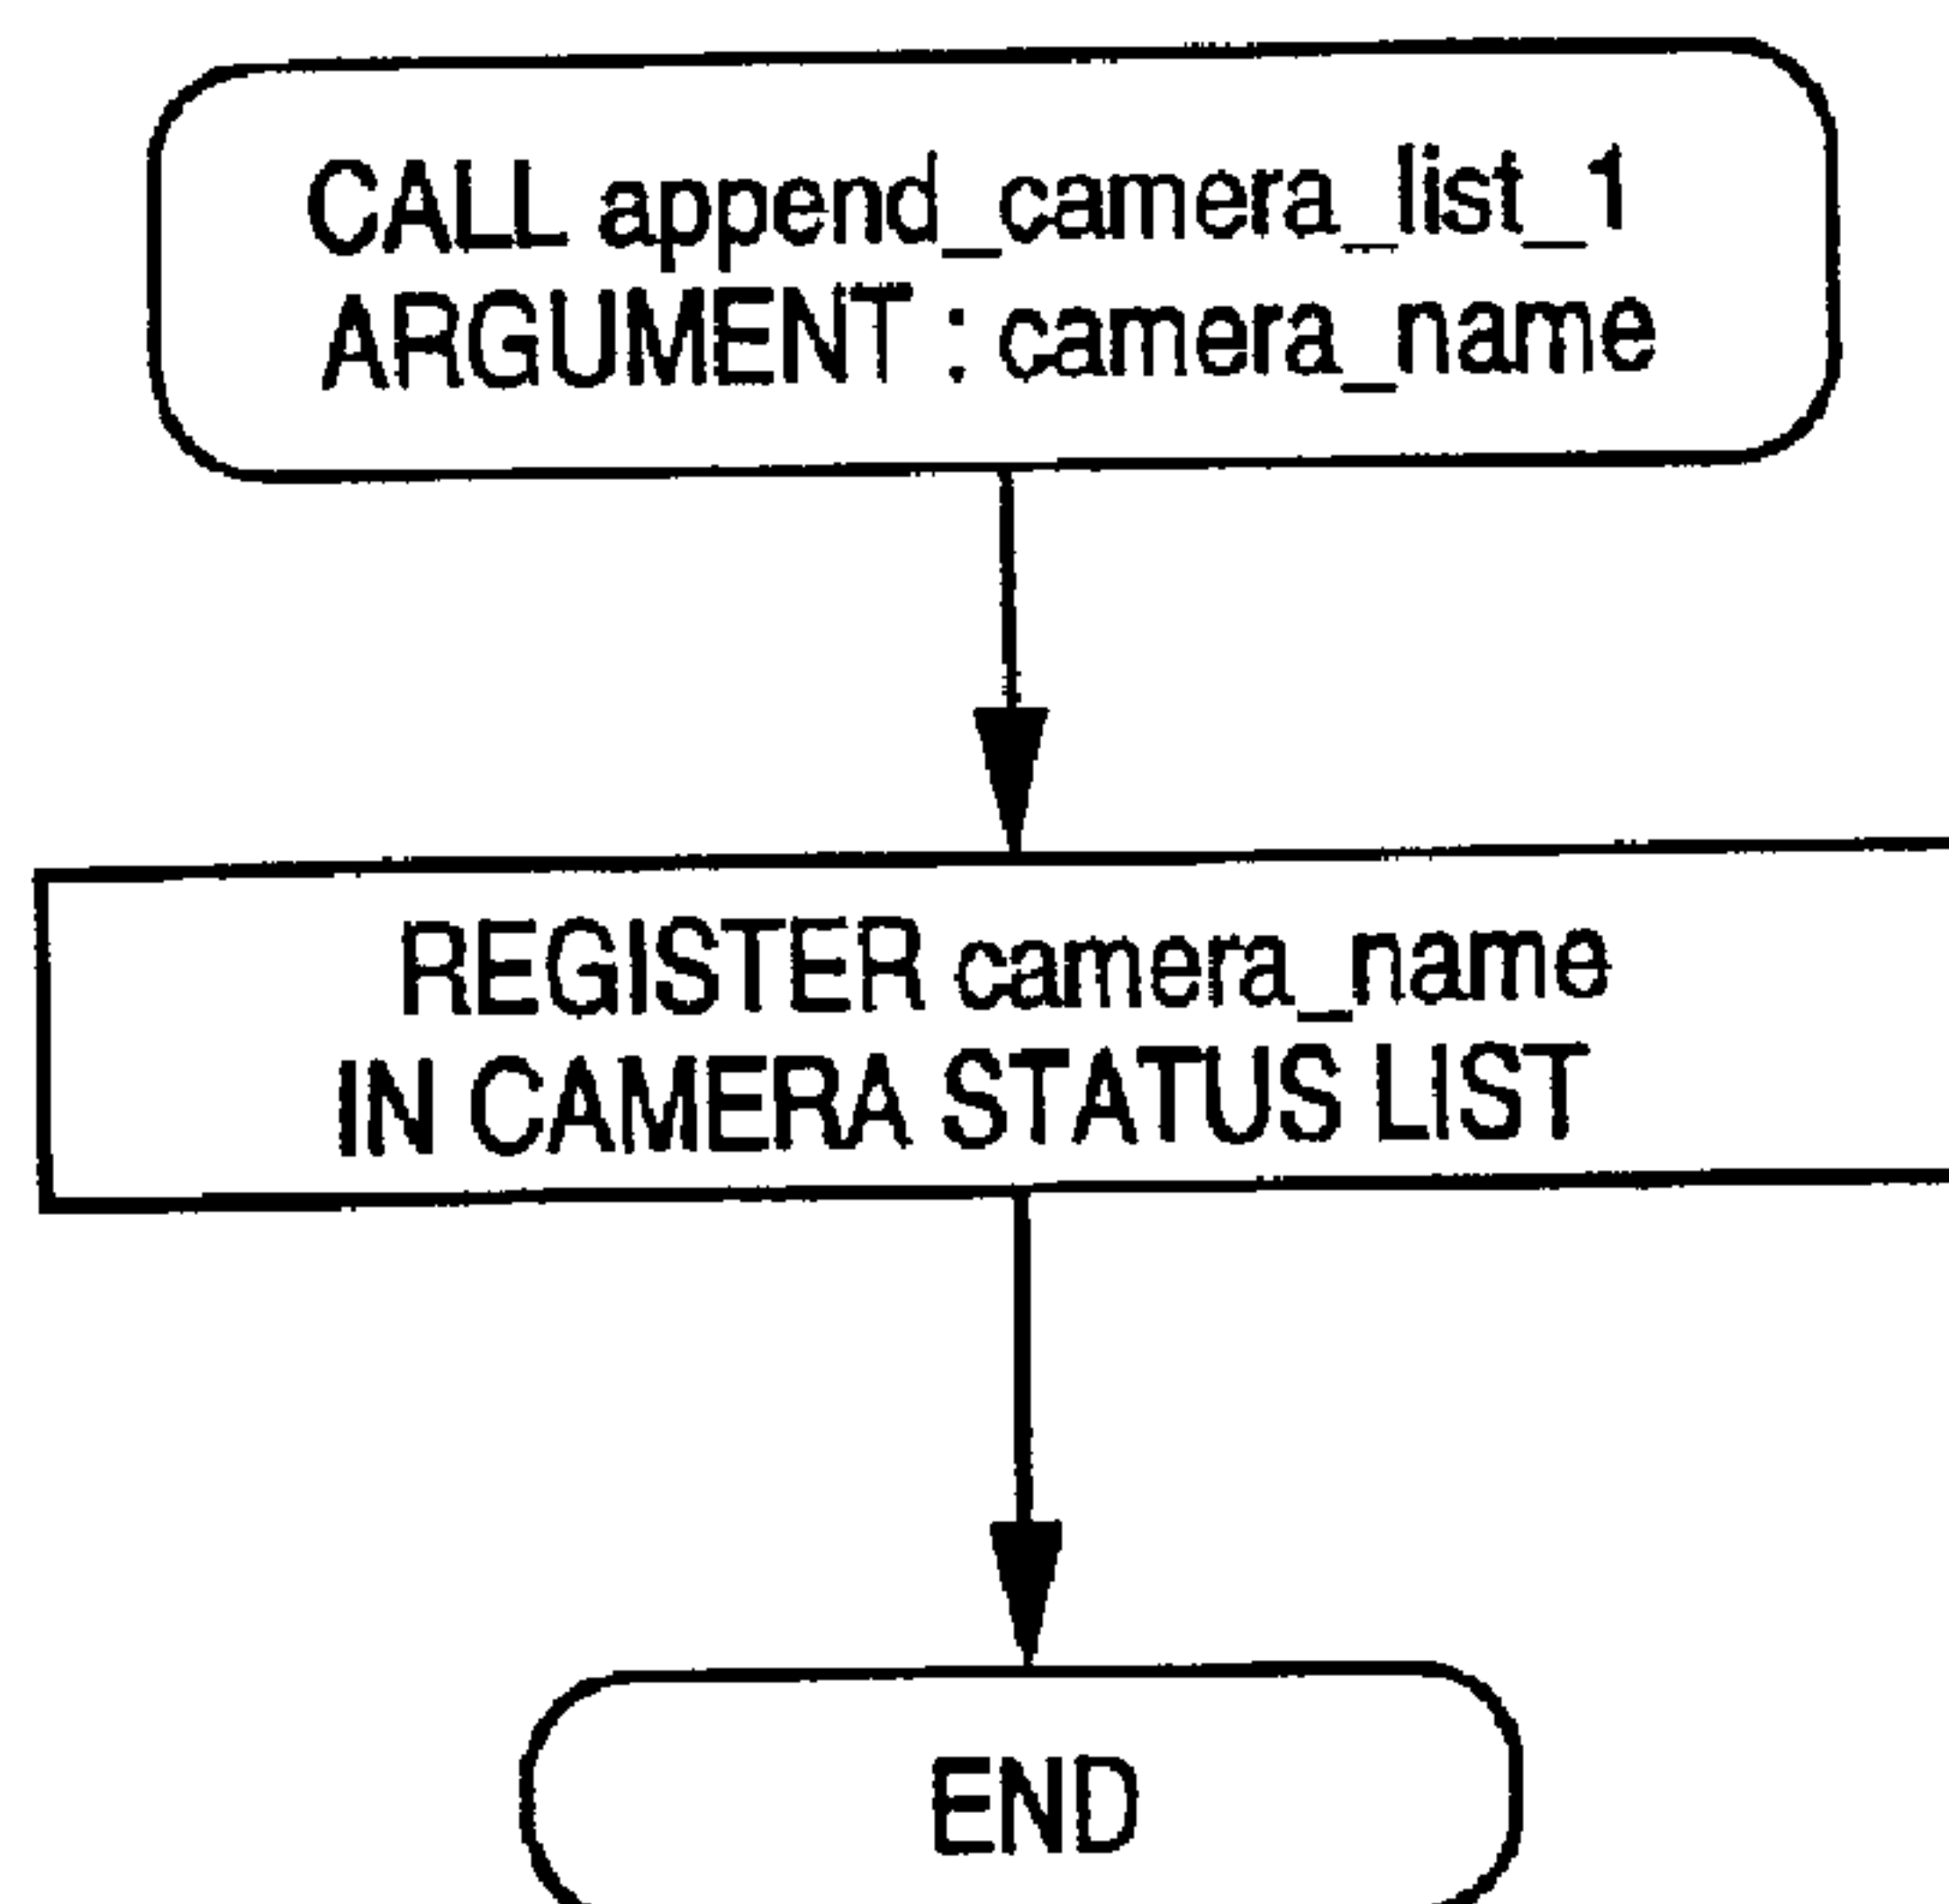 CALL append_camera_list_1
ARGUMENT : camera_name
REGISTER camera_name
IN CAMERA STATUS LIST
END